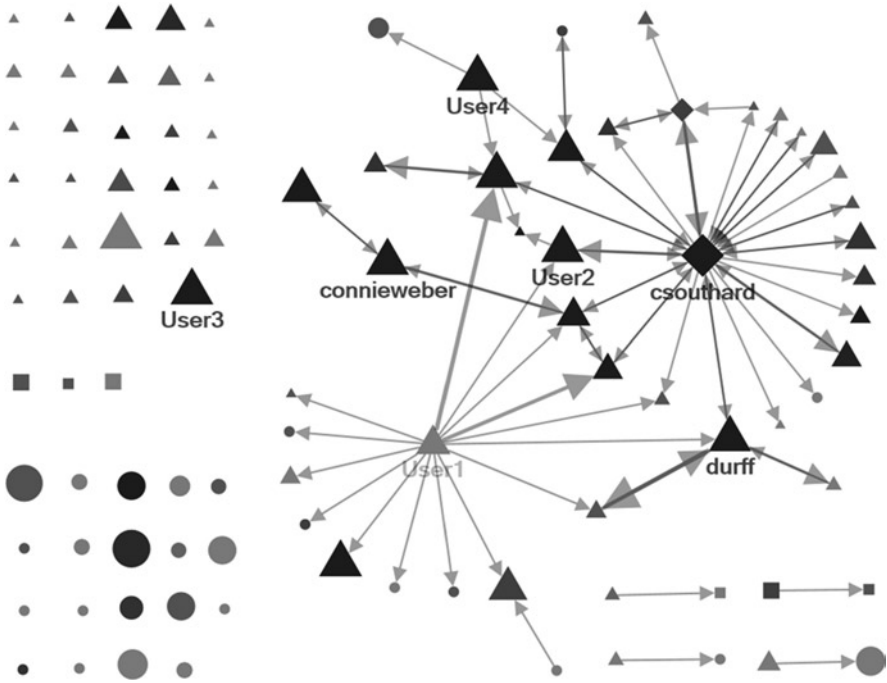 User4
User2
connieweber
csouthard
User3
User1
durff